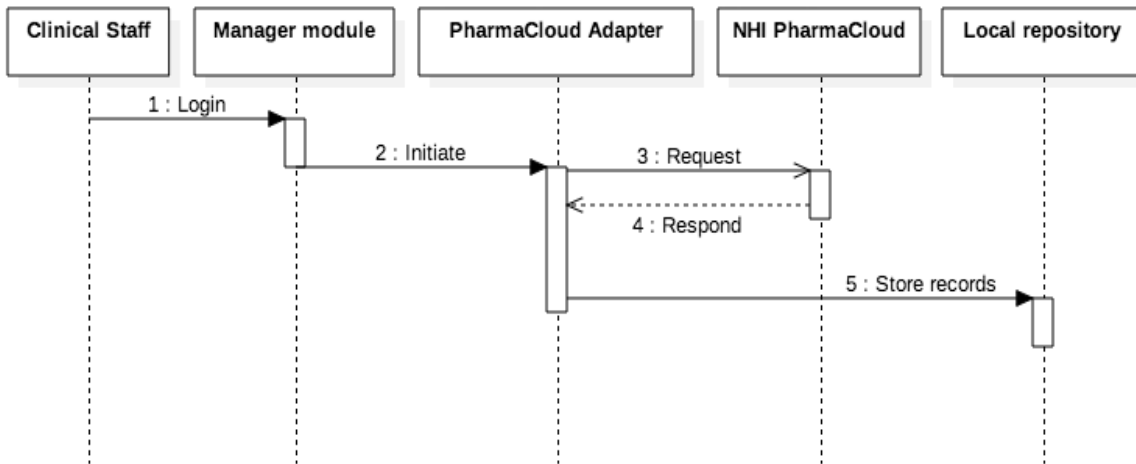 Clinical Staff
Manager module
PharmaCloud Adapter
NHI PharmaCloud
Local repository
1 : Login
2 : Initiate
3 : Request
4 : Respond
5 : Store records